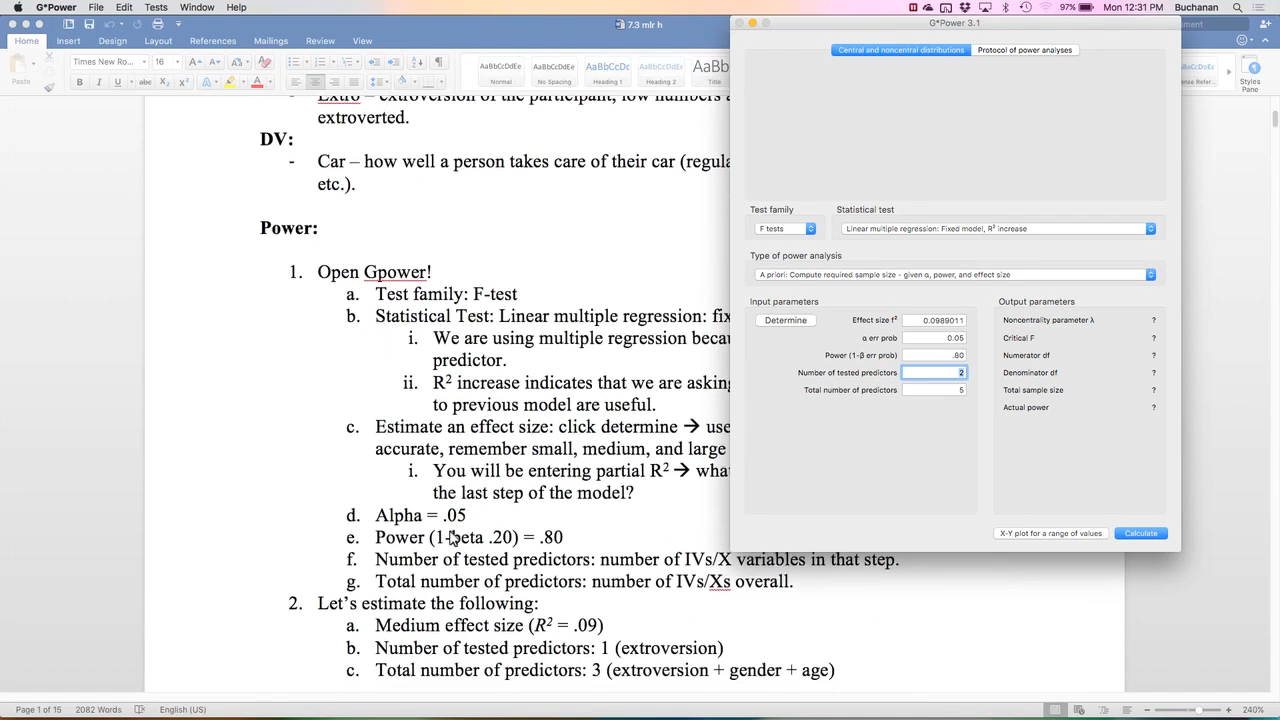 File Edit Tests Window Help
97% Mon 12:31 PM Buchanan
7.3 mlr h
G*Power 3.1
Home Insert Design Layout References Mailings Review View
Paste
Times New Ro... 16
AaBbCcDdEe Normal
AaBbCcDdEe No Spacing
AaBbCcDc Heading 1
AaBbCcDdEe Heading 2
AaBb Title
Styles Pane
Extro – extroversion of the participant, low numbers a
extroverted.
DV:
- Car – how well a person takes care of their car (regula
etc.).
Power:
1. Open Gpower!
a. Test family: F-test
b. Statistical Test: Linear multiple regression: fix
i. We are using multiple regression becau
predictor.
ii. R² increase indicates that we are asking
to previous model are useful.
c. Estimate an effect size: click determine → use
accurate, remember small, medium, and large
i. You will be entering partial R² → wha
the last step of the model?
d. Alpha = .05
e. Power (1-beta .20) = .80
f. Number of tested predictors: number of IVs/X variables in that step.
g. Total number of predictors: number of IVs/Xs overall.
2. Let's estimate the following:
a. Medium effect size (R² = .09)
b. Number of tested predictors: 1 (extroversion)
c. Total number of predictors: 3 (extroversion + gender + age)
Central and noncentral distributions Protocol of power analyses
Test family Statistical test
F tests Linear multiple regression: Fixed model, R² increase
Type of power analysis
A priori: Compute required sample size - given α, power, and effect size
Input parameters Output parameters
Determine Effect size f² 0.0989011 Noncentrality parameter λ ?
α err prob 0.05 Critical F ?
Power (1-β err prob) .80 Numerator df ?
Number of tested predictors 2 Denominator df ?
Total number of predictors 5 Total sample size ?
Actual power ?
X-Y plot for a range of values Calculate
Page 1 of 15 2082 Words English (US) 240%